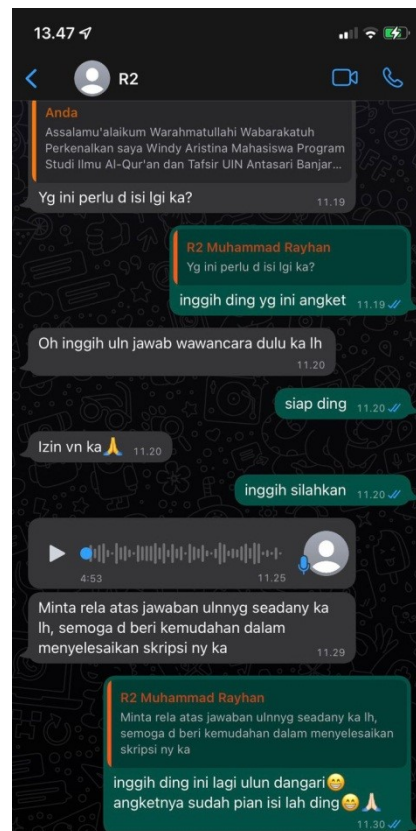 13.47
R2
Anda
Assalamu'alaikum Warahmatullahi Wabarakatuh
Perkenalkan saya Windy Aristina Mahasiswa Program
Studi Ilmu Al-Qur'an dan Tafsir UIN Antasari Banjar...
Yg ini perlu d isi lgi ka?
11.19
R2 Muhammad Rayhan
Yg ini perlu d isi lgi ka?
inggih ding yg ini angket 11.19
Oh inggih uln jawab wawancara dulu ka lh
11.20
siap ding 11.20
Izin vn ka🙏 11.20
inggih silahkan 11.20
4:53 11.25
Minta rela atas jawaban ulnnyg seadany ka
lh, semoga d beri kemudahan dalam
menyelesaikan skripsi ny ka 11.29
R2 Muhammad Rayhan
Minta rela atas jawaban ulnnyg seadany ka lh,
semoga d beri kemudahan dalam menyelesaikan
skripsi ny ka
inggih ding ini lagi ulun dangari😁
angketnya sudah pian isi lah ding😁🙏
11.30